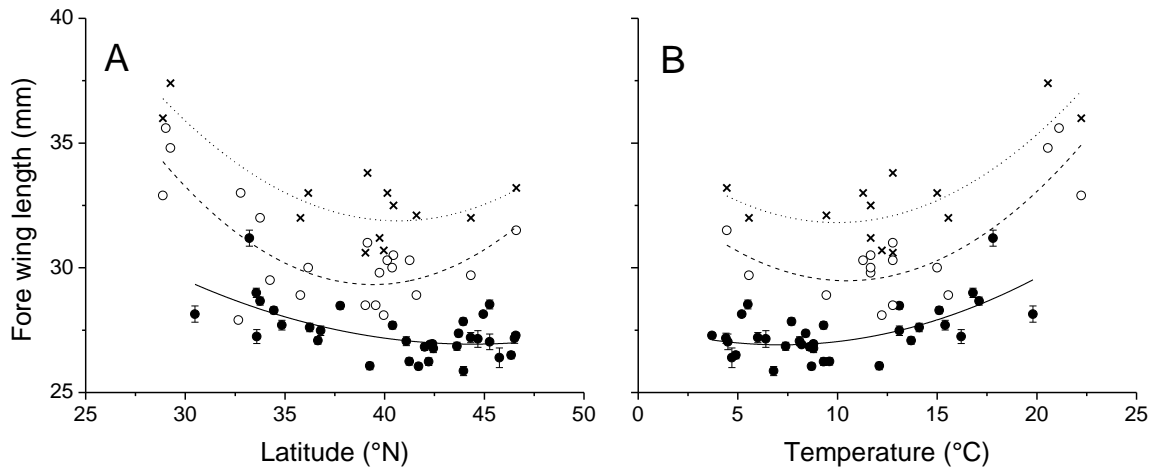 40
35
30
25
Fore wing length (mm)
A
B
25 30 35 40 45 50
0 5 10 15 20 25
Latitude (°N)
Temperature (°C)